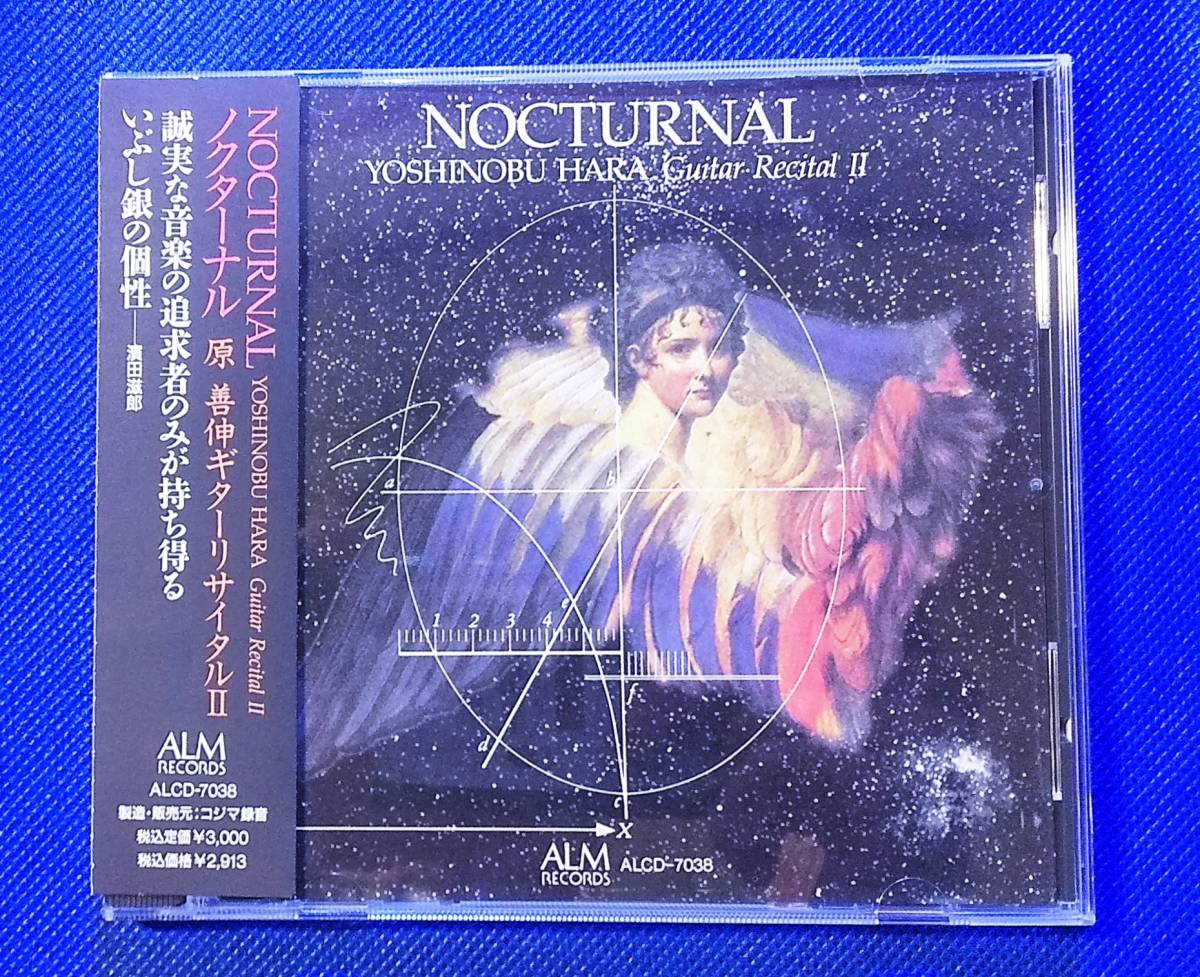 NOCTURNAL YOSHINOBU HARA Guitar Recital II
ノクターナル 原 善伸ギターリサイタルII
誠実な音楽の追求者のみが持ち得る
いぶし銀の個性──濱田滋郎
ALM
RECORDS
ALCD-7038
製造・販売元：コジマ録音
税込定価¥3,000
税込価格¥2,913
NOCTURNAL
YOSHINOBU HARA Guitar Recital II
a
b
e
1 2 3 4
f
d
c
X
ALM
RECORDS
ALCD-7038